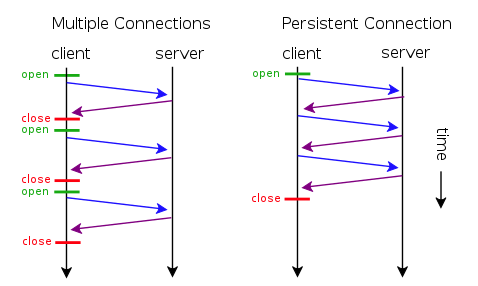 Multiple Connections
client server
open
close
open
close
open
close
Persistent Connection
client server
open
close
time